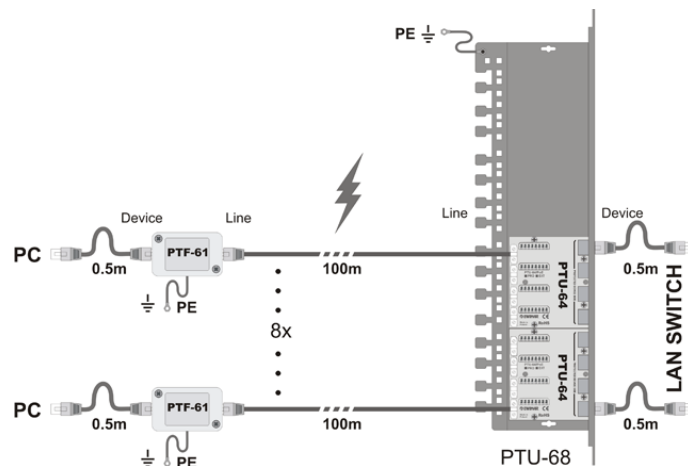 PE
Device
Line
Line
Device
PC
PTF-61
0.5m
PE
100m
PTU-64
0.5m
8x
LAN SWITCH
PTU-64
PC
PTF-61
0.5m
PE
100m
0.5m
PTU-68